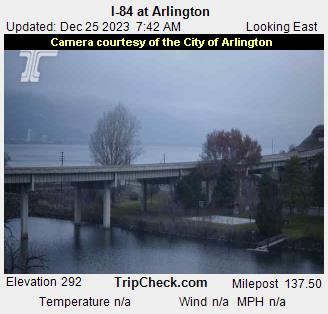 I-84 at Arlington
Updated: Dec 25 2023 7:42 AM Looking East
Camera courtesy of the City of Arlington
Elevation 292 TripCheck.com Milepost 137.50
Temperature n/a Wind n/a MPH n/a